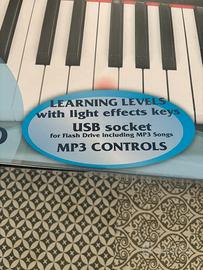 LEARNING LEVELS
with light effects keys
USB socket
for Flash Drive including MP3 Songs
MP3 CONTROLS